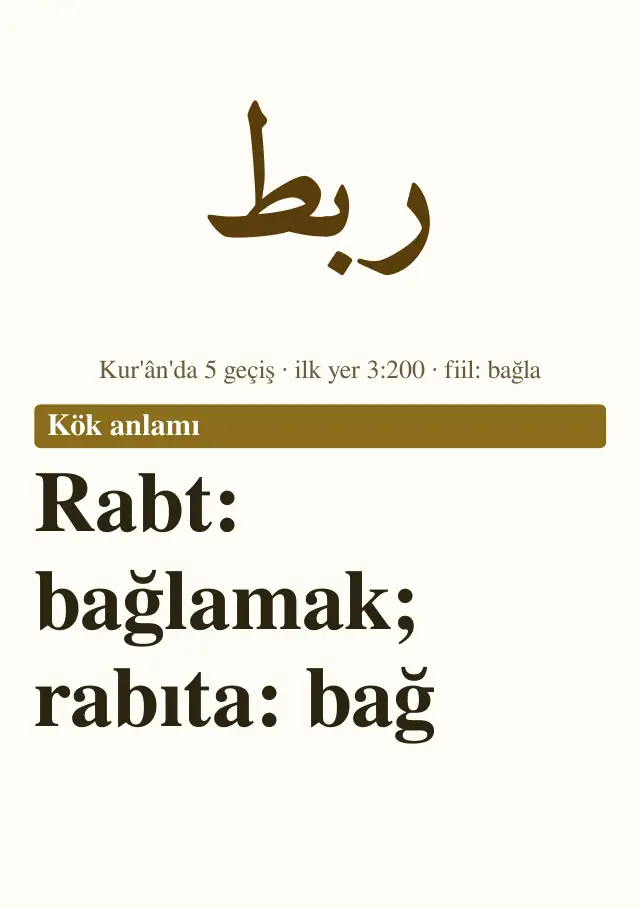 ربط
Kur'ân'da 5 geçiş · ilk yer 3:200 · fiil: bağla
Kök anlamı
Rabt:
bağlamak;
rabıta: bağ